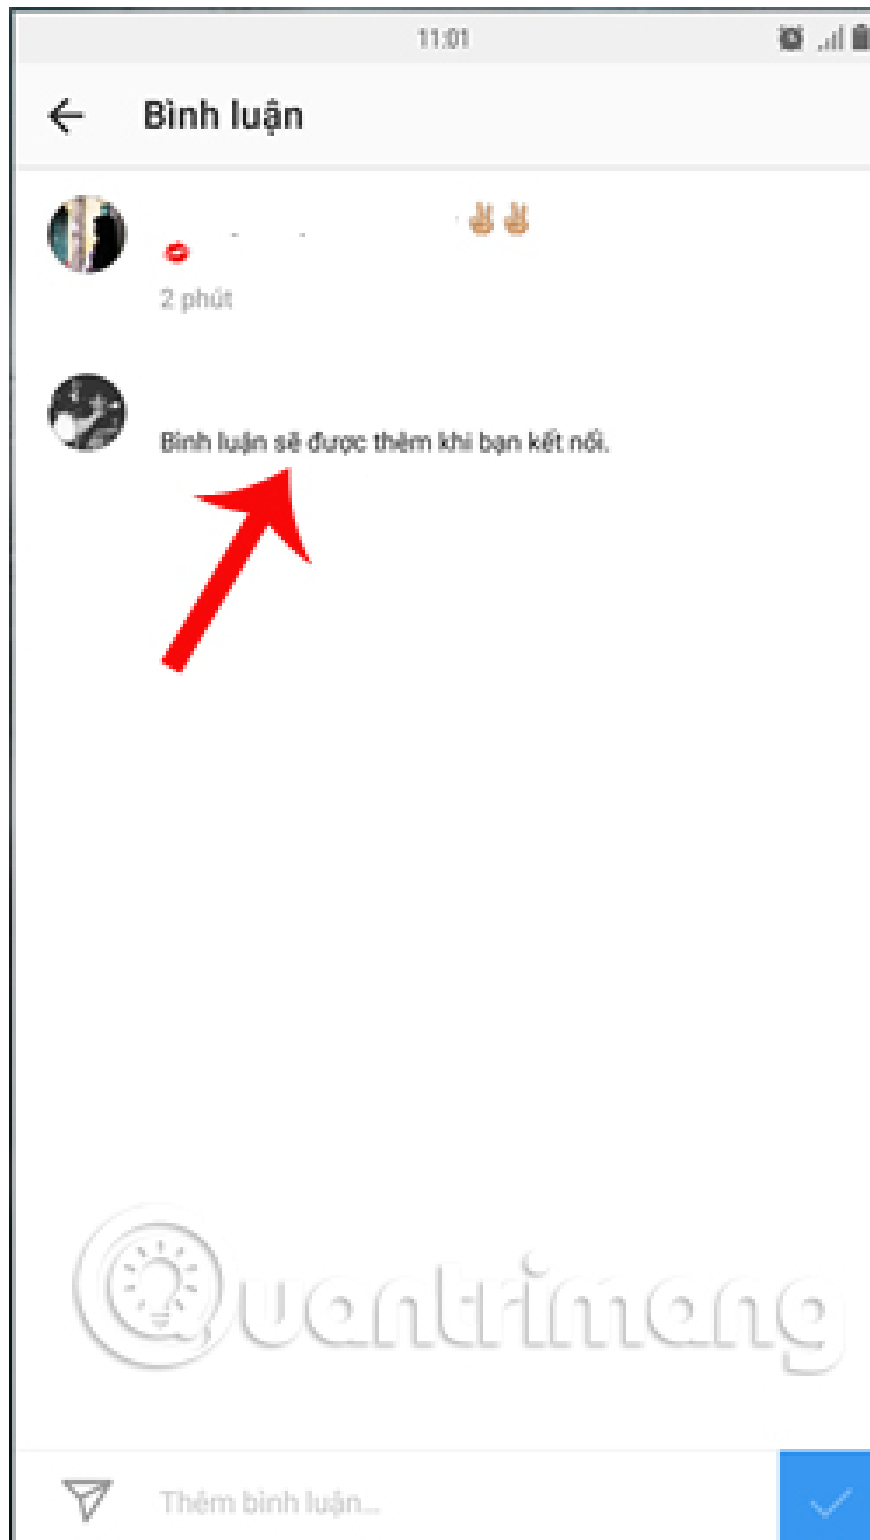 11:01
Bình luận
2 phút
Bình luận sẽ được thêm khi bạn kết nối.
Quantrimang
Thêm bình luận...